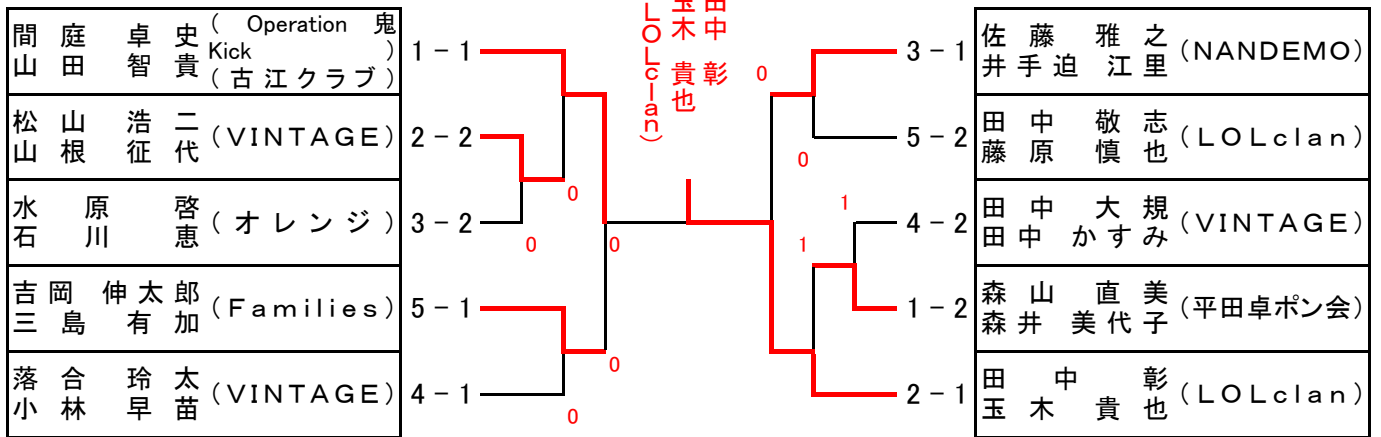 間庭 卓史 (Operation 鬼
Kick )
山田 智貴 (古江クラブ)
1-1
松山 浩二
山根 征代 (VINTAGE) 2-2
水原 啓
石川 恵 (オレンジ) 3-2
吉岡 伸太郎
三島 有加 (Families) 5-1
落合 玲太
小林 早苗 (VINTAGE) 4-1
0
0
0
0
0
田中 彰
玉木 貴也
LOLclan)
0
0
1
1
3-1 佐藤 雅之
井手迫 江里 (NANDEMO)
5-2 田中 敬志
藤原 慎也 (LOLclan)
4-2 田中 大規
田中 かすみ (VINTAGE)
1-2 森山 直美
森井 美代子 (平田卓ポン会)
2-1 田中 彰
玉木 貴也 (LOLclan)